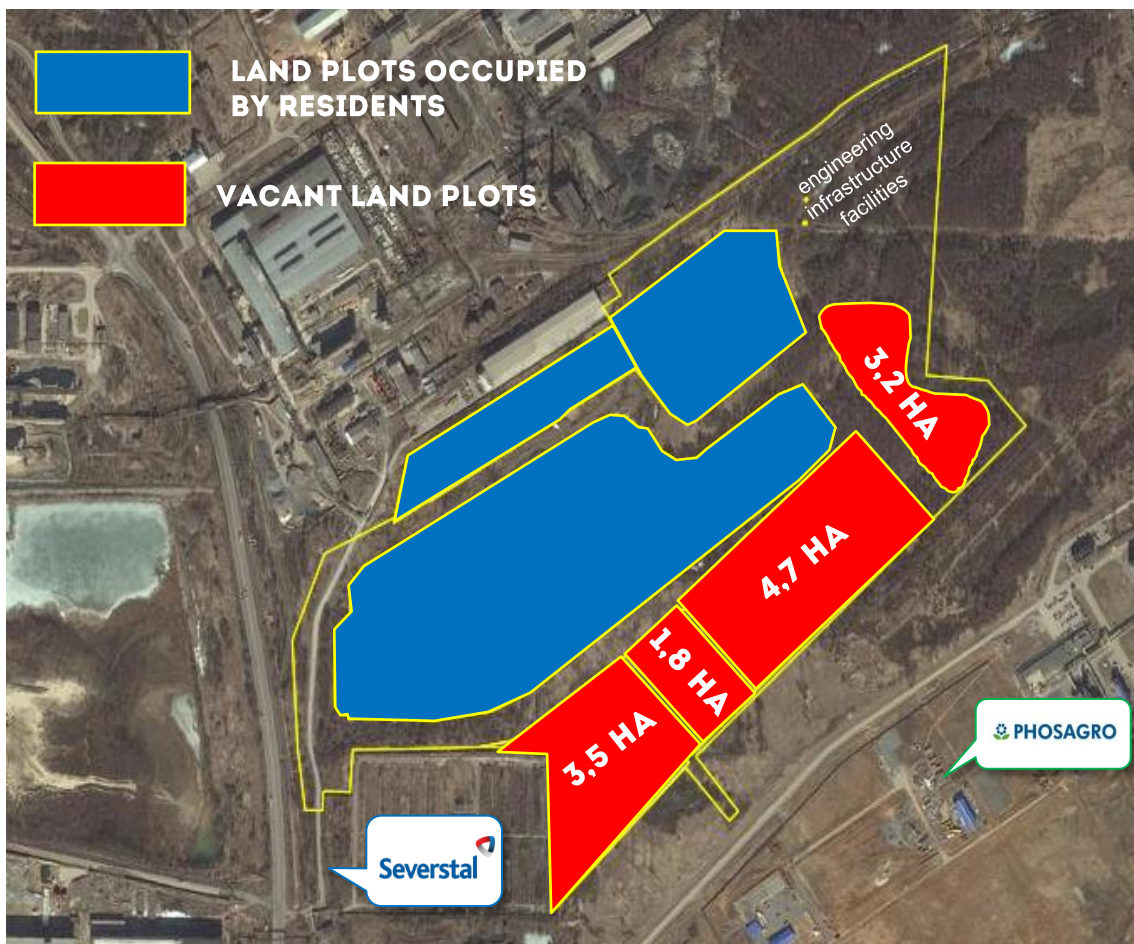 LAND PLOTS OCCUPIED
BY RESIDENTS
VACANT LAND PLOTS
engineering
infrastructure
facilities
3,2 HA
4,7 HA
1,8 HA
3,5 HA
PHOSAGRO
Severstal